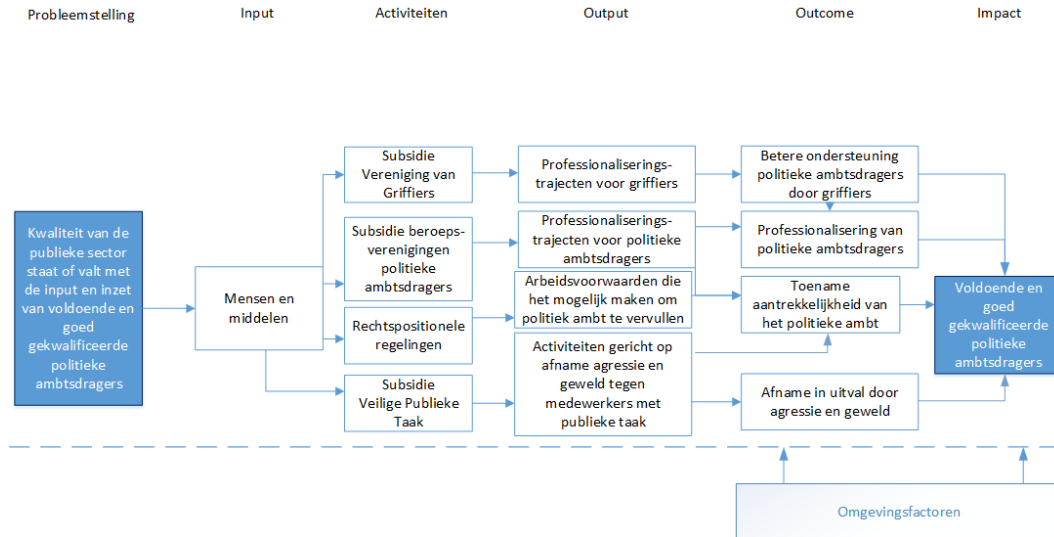 Probleemstelling
Input
Activiteiten
Output
Outcome
Impact
Kwaliteit van de
publieke sector
staat of valt met
de input en inzet
van voldoende en
goed
gekwalificeerde
politieke
ambtsdragers
Mensen en
middelen
Subsidie
Vereniging van
Griffiers
Subsidie beroeps-
verenigingen
politieke
ambtsdragers
Rechtspositionele
regelingen
Subsidie
Veilige Publieke
Taak
Professionaliserings-
trajecten voor griffiers
Professionaliserings-
trajecten voor politieke
ambtsdragers
Arbeidsvoorwaarden die
het mogelijk maken om
politiek ambt te vervullen
Activiteiten gericht op
afname agressie en
geweld tegen
medewerkers met
publieke taak
Betere ondersteuning
politieke ambtsdragers
door griffiers
Professionalisering van
politieke ambtsdragers
Toename
aantrekkelijkheid van
het politieke ambt
Afname in uitval door
agressie en geweld
Voldoende en
goed
gekwalificeerde
politieke
ambtsdragers
Omgevingsfactoren